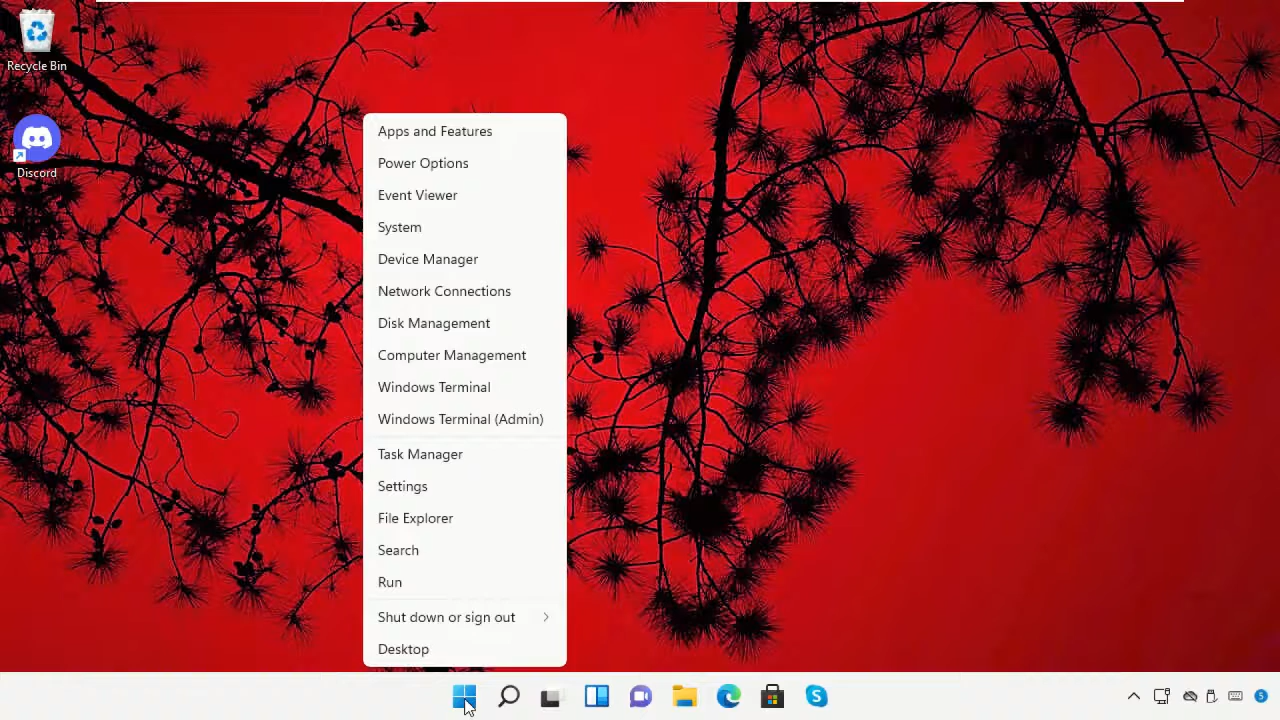 Recycle Bin
Discord
Apps and Features
Power Options
Event Viewer
System
Device Manager
Network Connections
Disk Management
Computer Management
Windows Terminal
Windows Terminal (Admin)
Task Manager
Settings
File Explorer
Search
Run
Shut down or sign out
Desktop
S
5